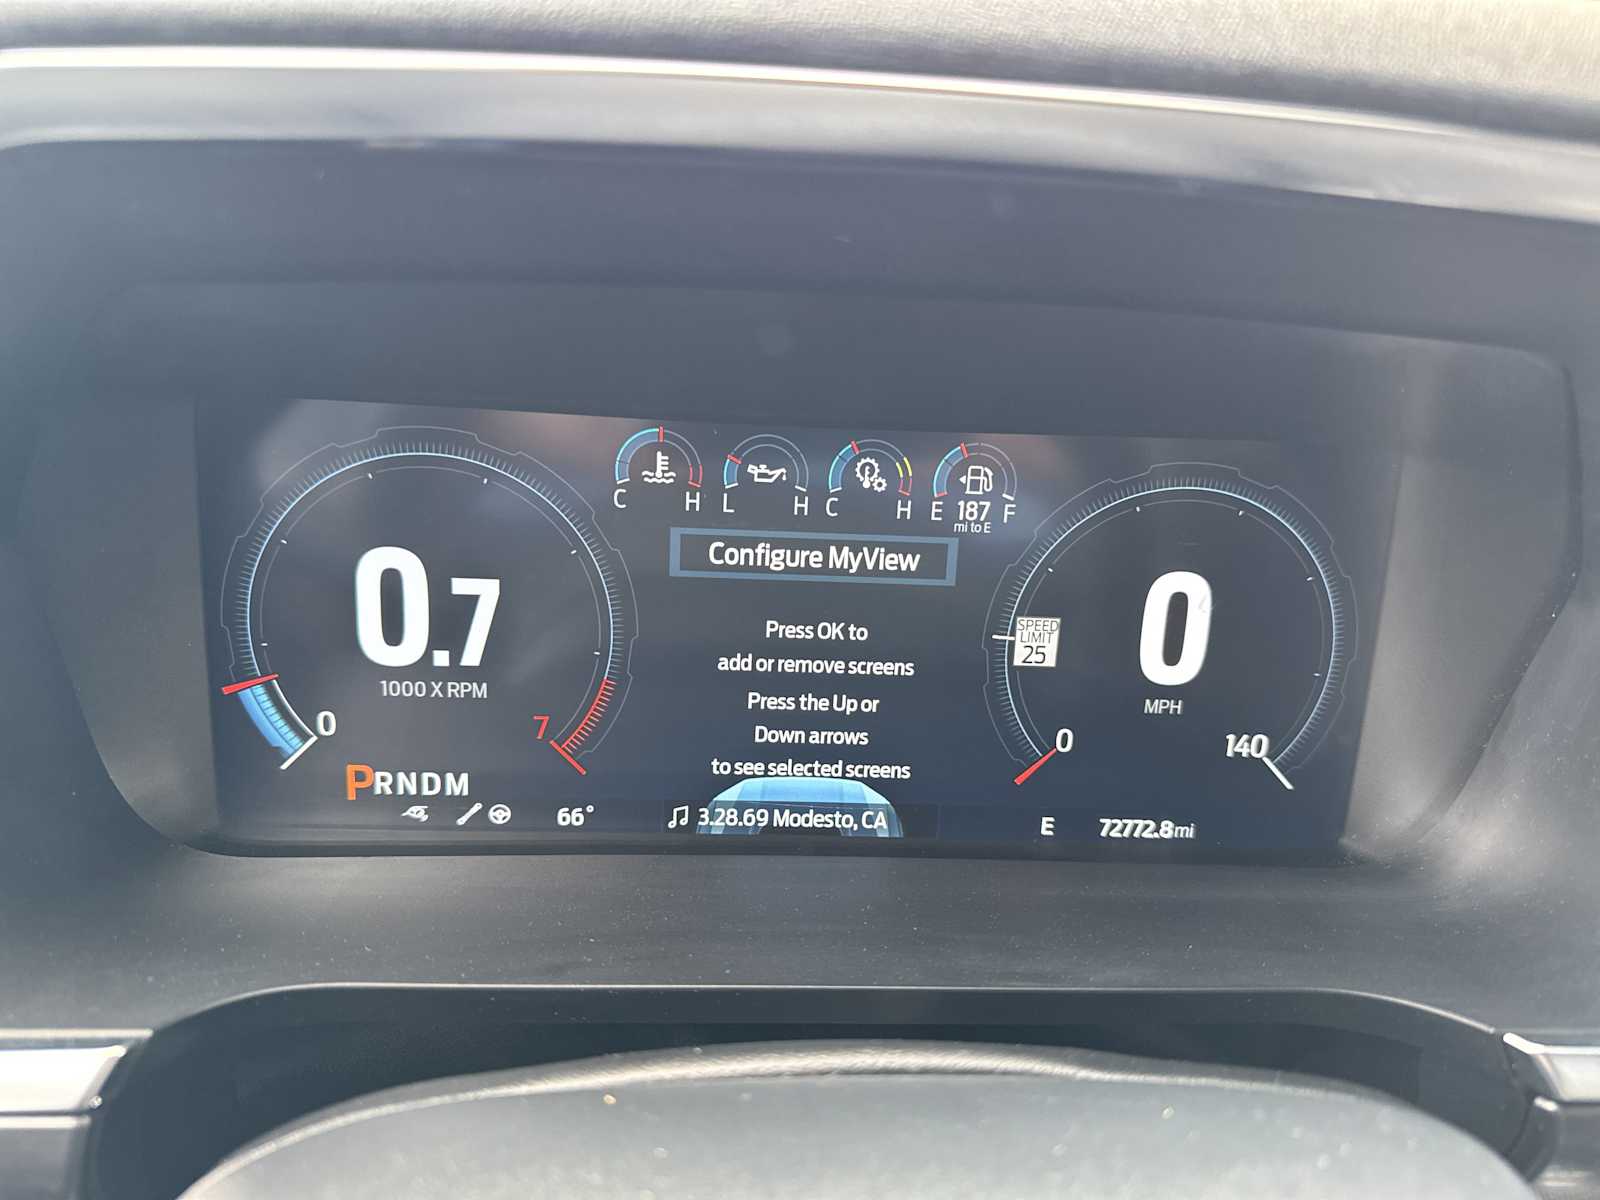 C H
L H
C H
E 187 F
mi to E
Configure MyView
0.7
1000 X RPM
0
7
PRNDM
Press OK to
add or remove screens
Press the Up or
Down arrows
to see selected screens
SPEED
LIMIT
25
0
MPH
0
140
66°
3.28.69 Modesto, CA
E
72772.8mi